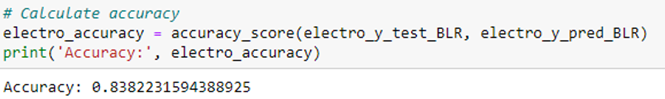 # Calculate accuracy
electro_accuracy = accuracy_score(electro_y_test_BLR, electro_y_pred_BLR)
print('Accuracy:', electro_accuracy)
Accuracy: 0.8382231594388925